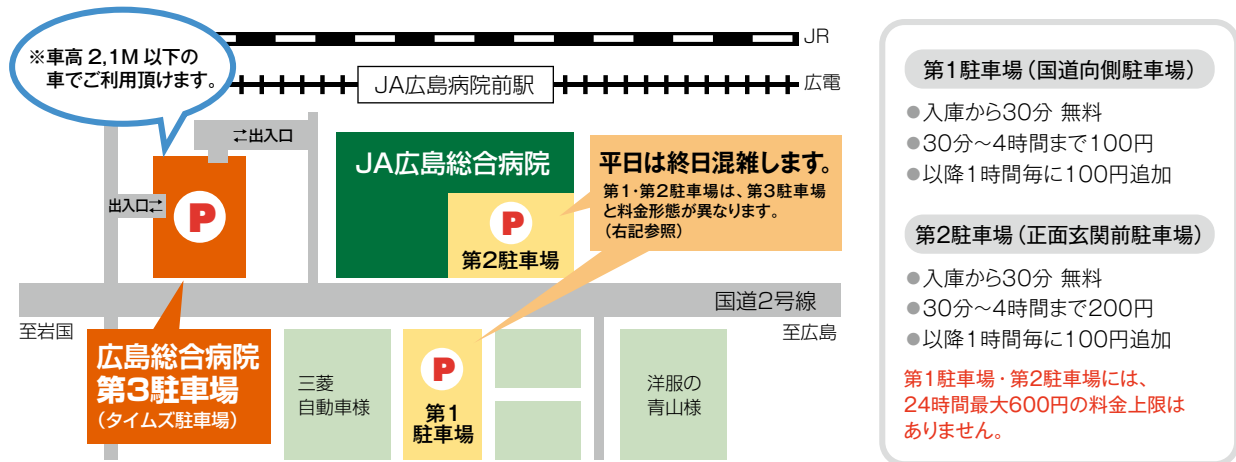 ※車高 2,1M 以下の
車でご利用頂けます。
JR
JA広島病院前駅
広電
⇄出入口
出入口⇄
P
JA広島総合病院
P
第2駐車場
平日は終日混雑します。
第1・第2駐車場は、第3駐車場
と料金形態が異なります。
（右記参照）
国道2号線
至岩国
至広島
広島総合病院
第3駐車場
（タイムズ駐車場）
三菱
自動車様
P
第1
駐車場
洋服の
青山様
第1駐車場（国道向側駐車場）
●入庫から30分 無料
●30分～4時間まで100円
●以降1時間毎に100円追加
第2駐車場（正面玄関前駐車場）
●入庫から30分 無料
●30分～4時間まで200円
●以降1時間毎に100円追加
第1駐車場・第2駐車場には、
24時間最大600円の料金上限は
ありません。